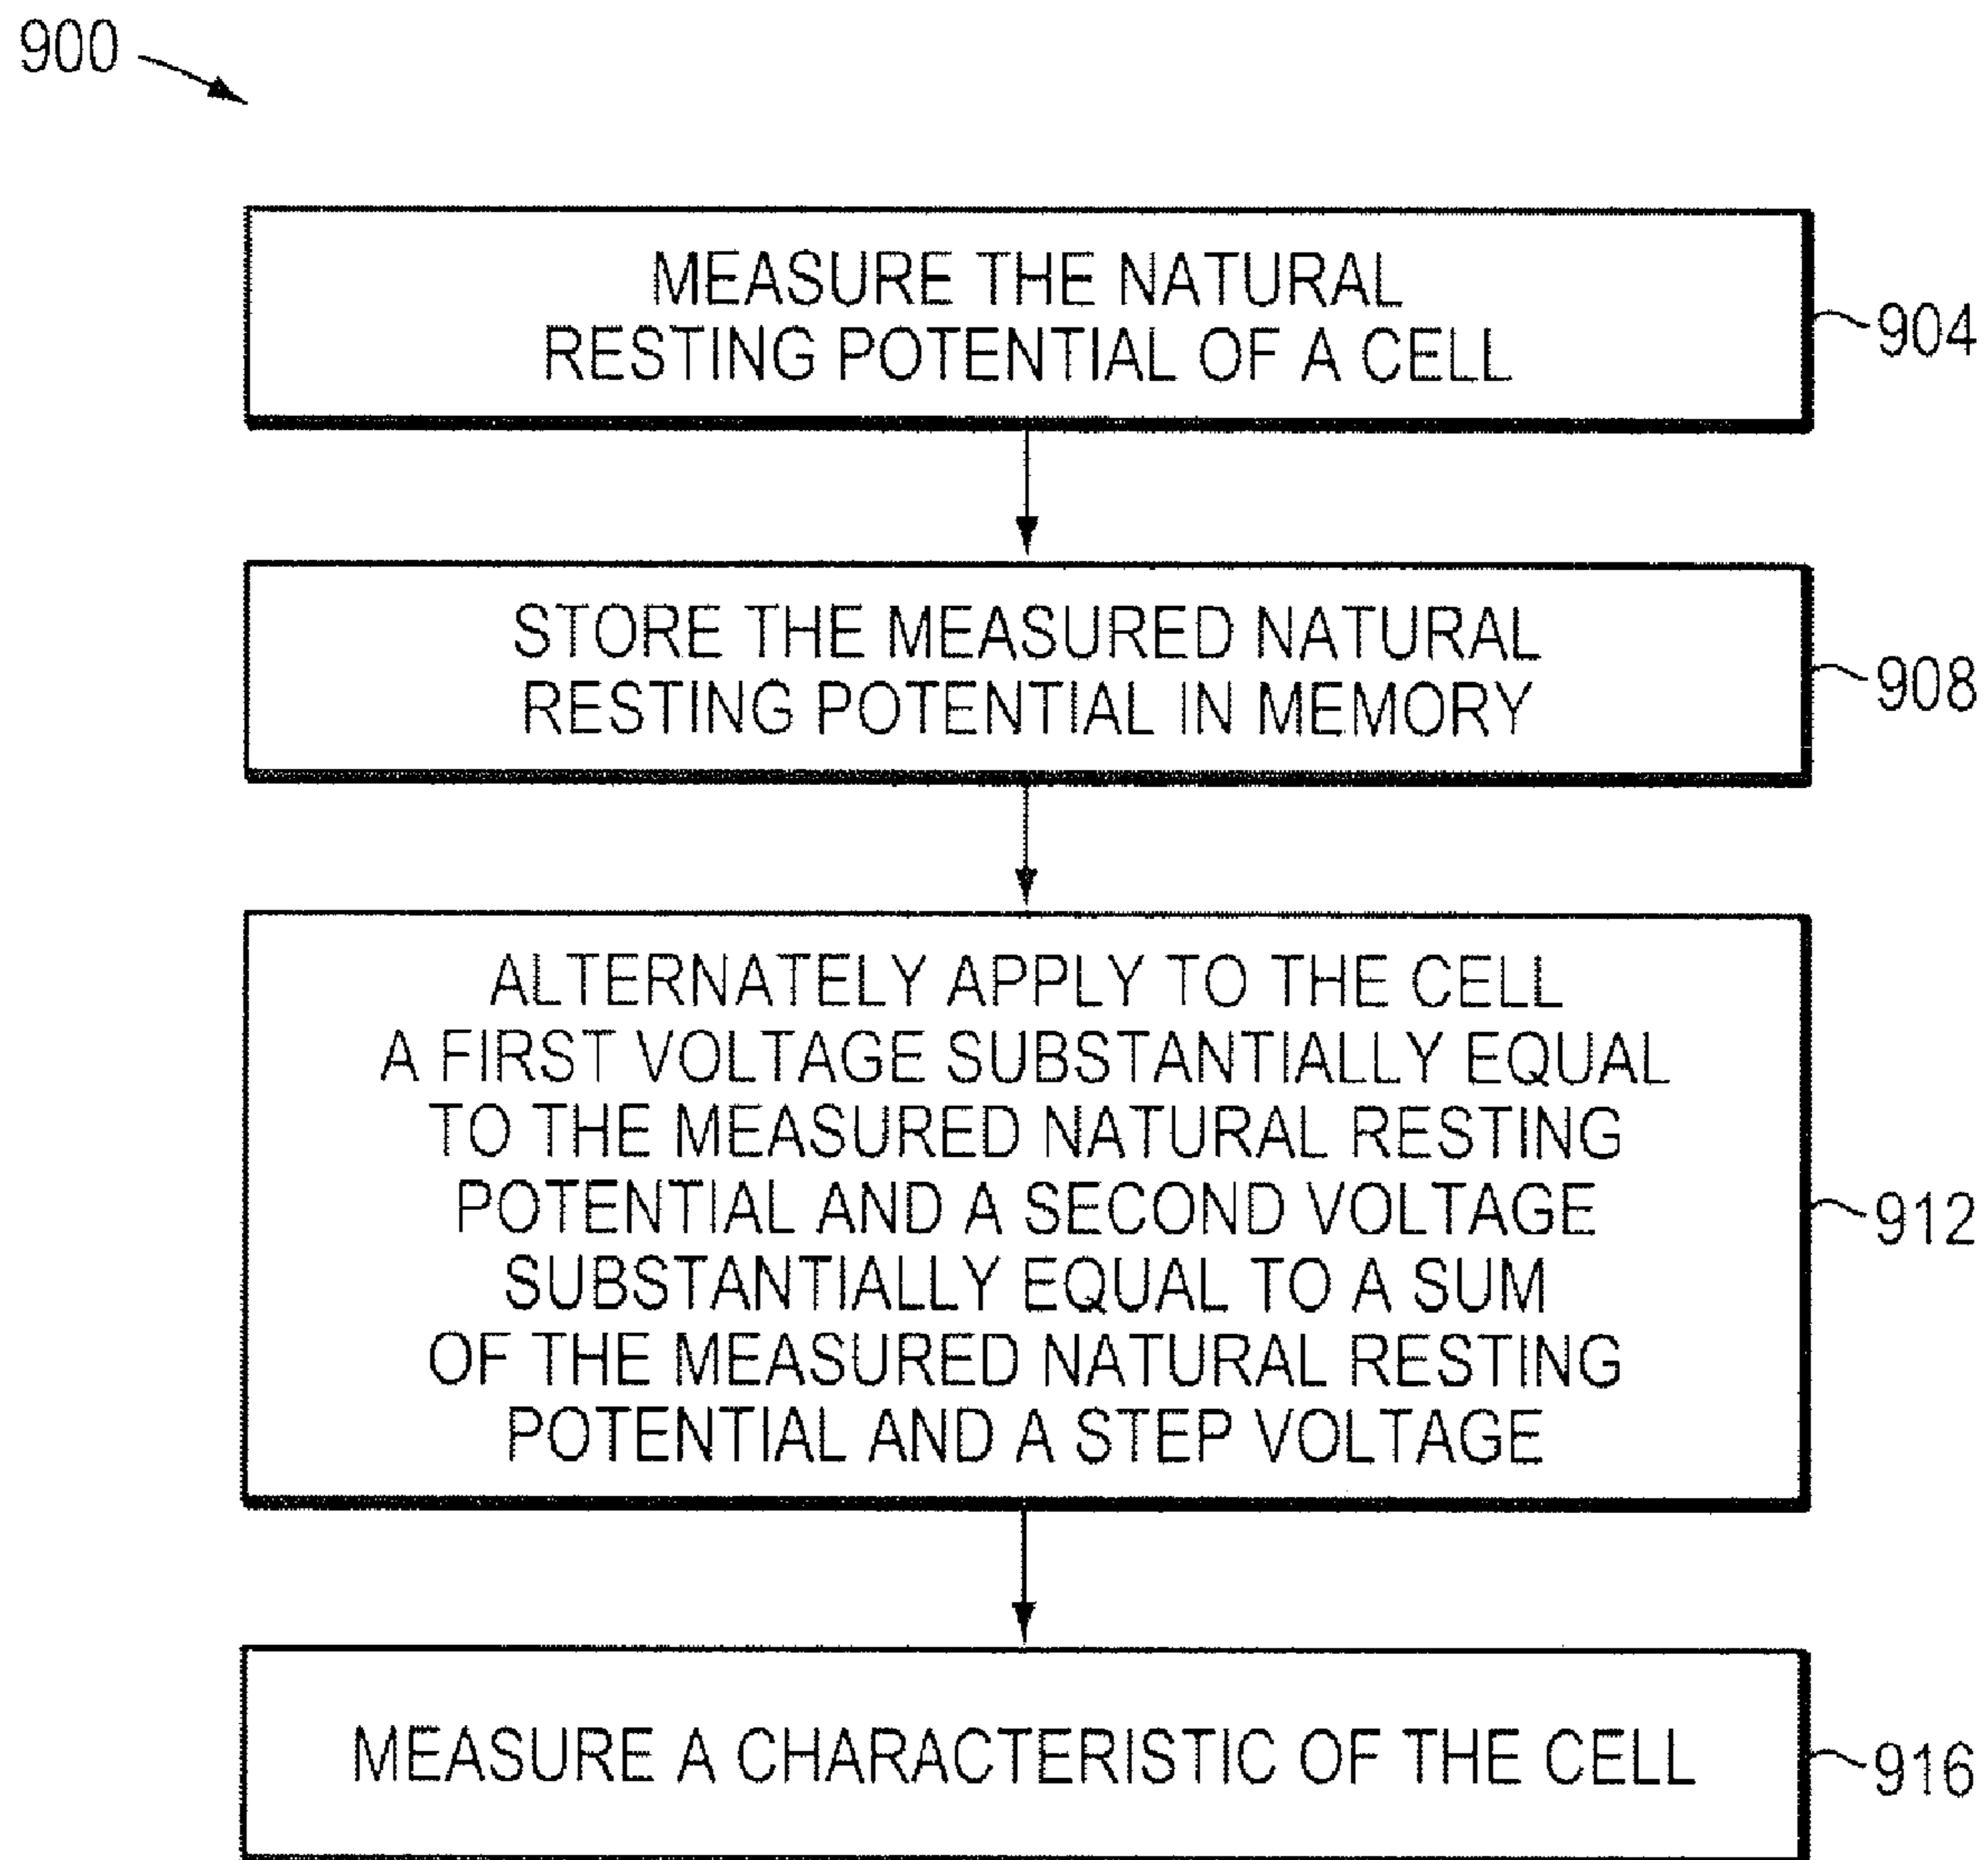 900
MEASURE THE NATURAL
RESTING POTENTIAL OF A CELL
904
STORE THE MEASURED NATURAL
RESTING POTENTIAL IN MEMORY
908
ALTERNATELY APPLY TO THE CELL
A FIRST VOLTAGE SUBSTANTIALLY EQUAL
TO THE MEASURED NATURAL RESTING
POTENTIAL AND A SECOND VOLTAGE
SUBSTANTIALLY EQUAL TO A SUM
OF THE MEASURED NATURAL RESTING
POTENTIAL AND A STEP VOLTAGE
912
MEASURE A CHARACTERISTIC OF THE CELL
916